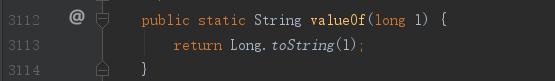 3112 @ public static String valueOf(long l) {
3113 return Long.toString(l);
3114 }